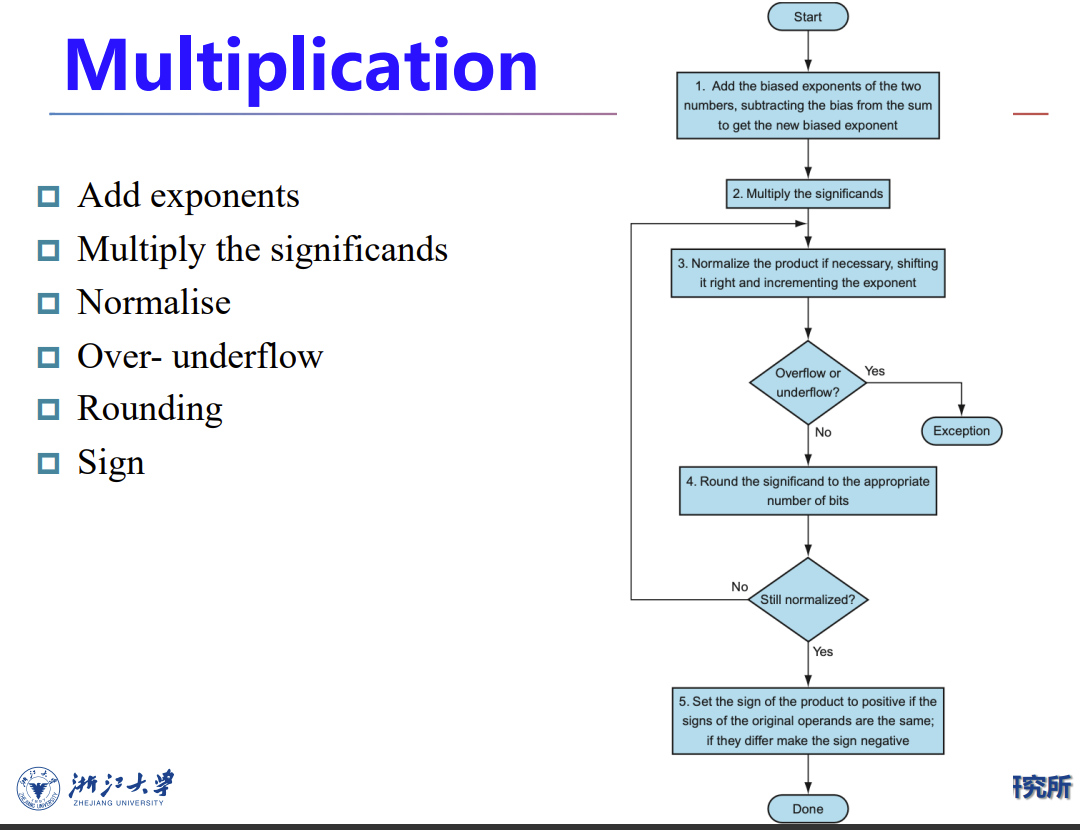 Multiplication
Add exponents
Multiply the significands
Normalise
Over- underflow
Rounding
Sign
Start
1. Add the biased exponents of the two
numbers, subtracting the bias from the sum
to get the new biased exponent
2. Multiply the significands
3. Normalize the product if necessary, shifting
it right and incrementing the exponent
Overflow or
underflow?
Yes
Exception
No
4. Round the significand to the appropriate
number of bits
Still normalized?
No
Yes
5. Set the sign of the product to positive if the
signs of the original operands are the same;
if they differ make the sign negative
Done
浙江大学
ZHEJIANG UNIVERSITY
究所